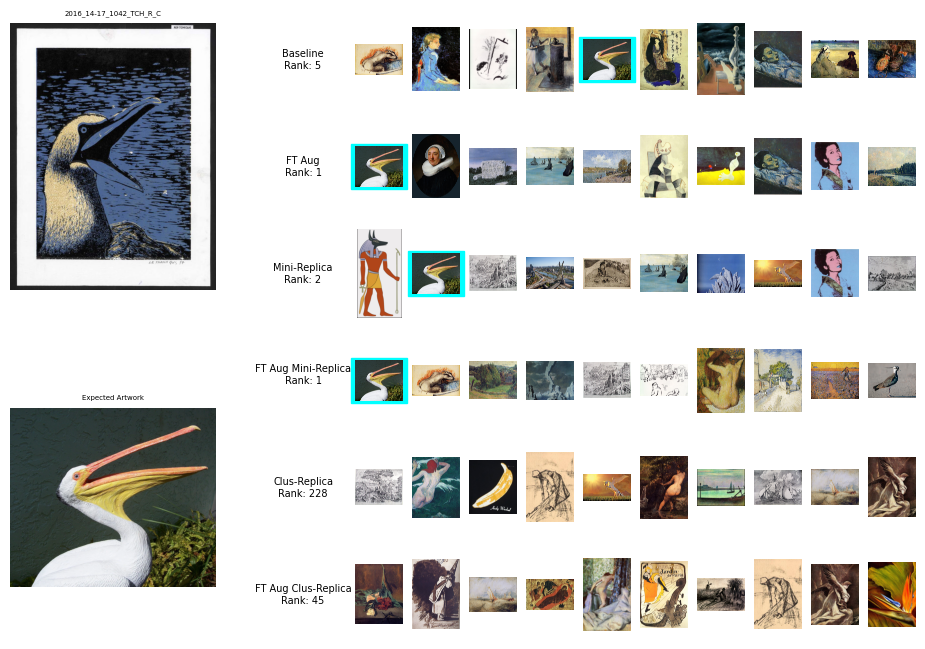 2016_14-17_1042_TCH_R_C
Baseline
Rank: 5
FT Aug
Rank: 1
Mini-Replica
Rank: 2
FT Aug Mini-Replica
Rank: 1
Expected Artwork
Clus-Replica
Rank: 228
Andy Warhol
FT Aug Clus-Replica
Rank: 45